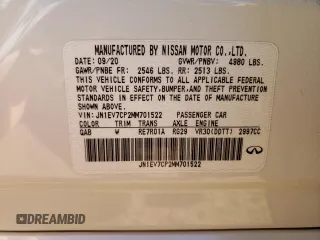 MANUFACTURED BY NISSAN MOTOR CO.,LTD.
DATE: 09/20 GVWR/PNBV: 4980 LBS.
GAWR/PNBE FR: 2546 LBS. RR: 2513 LBS.
THIS VEHICLE CONFORMS TO ALL APPLICABLE FEDERAL
MOTOR VEHICLE SAFETY,BUMPER,AND THEFT PREVENTION
STANDARDS IN EFFECT ON THE DATE OF MANUFACTURE
SHOWN ABOVE.
VIN: JN1EV7CP2MM701522 PASSENGER CAR
COLOR TRIM TRANS AXLE ENGINE
QAB W RE7R01A RG29 VR30(DDTT) 2997CC
JN1EV7CP2MM701522
INFINITI
DREAMBID